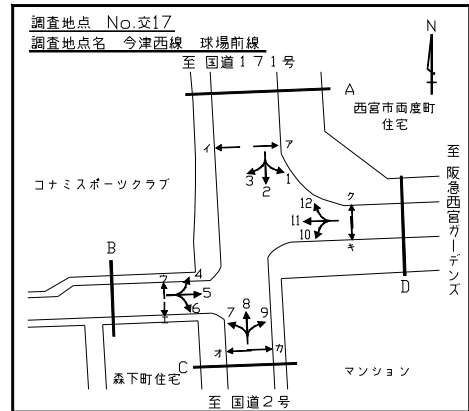 調査地点 No.交17
調査地点名 今津西線 球場前線
至 国道171号
N
A
西宮市両度町
住宅
イ
ア
3
2
1
コナミスポーツクラブ
至 阪急西宮ガーデンズ
12
11
10
ク
キ
B
D
ウ
エ
4
5
6
7
8
9
オ
カ
C
森下町住宅
マンション
至 国道2号